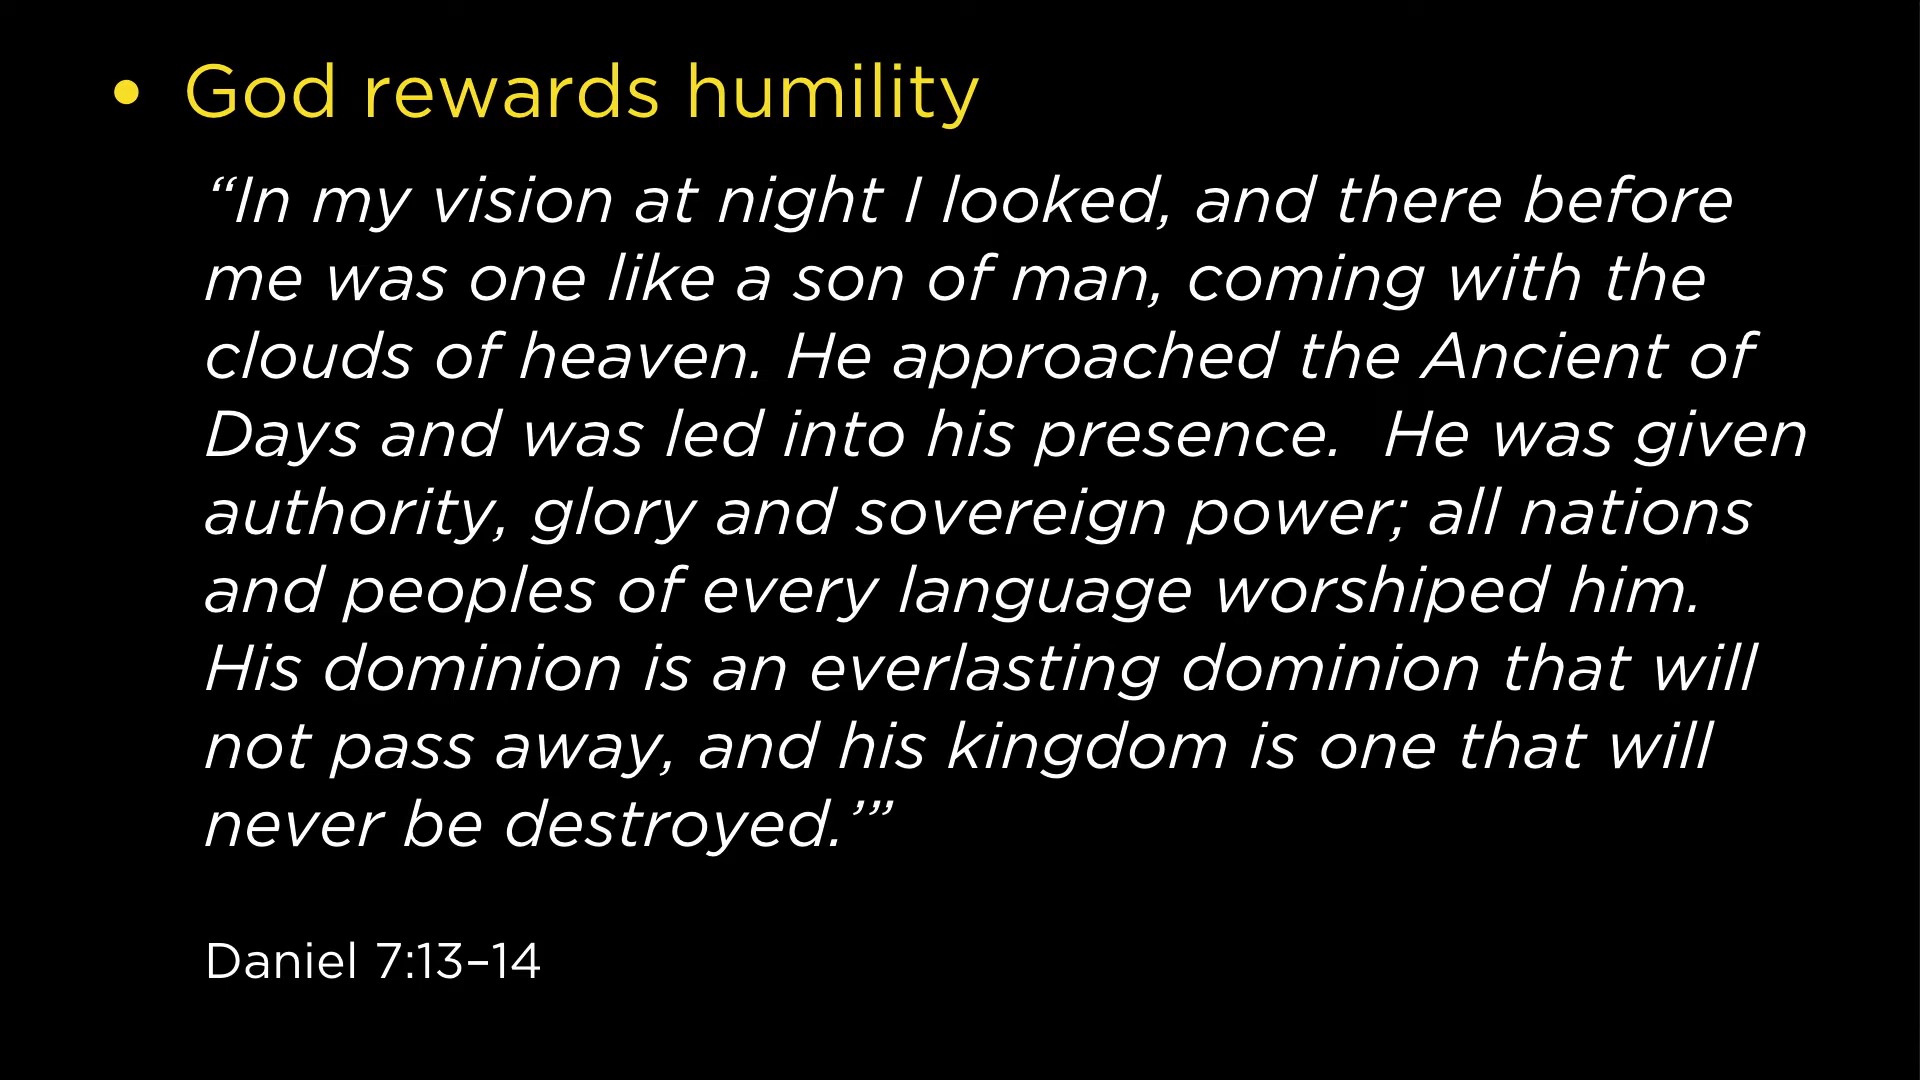 • God rewards humility
“In my vision at night I looked, and there before
me was one like a son of man, coming with the
clouds of heaven. He approached the Ancient of
Days and was led into his presence.  He was given
authority, glory and sovereign power; all nations
and peoples of every language worshiped him.
His dominion is an everlasting dominion that will
not pass away, and his kingdom is one that will
never be destroyed.’”
Daniel 7:13–14